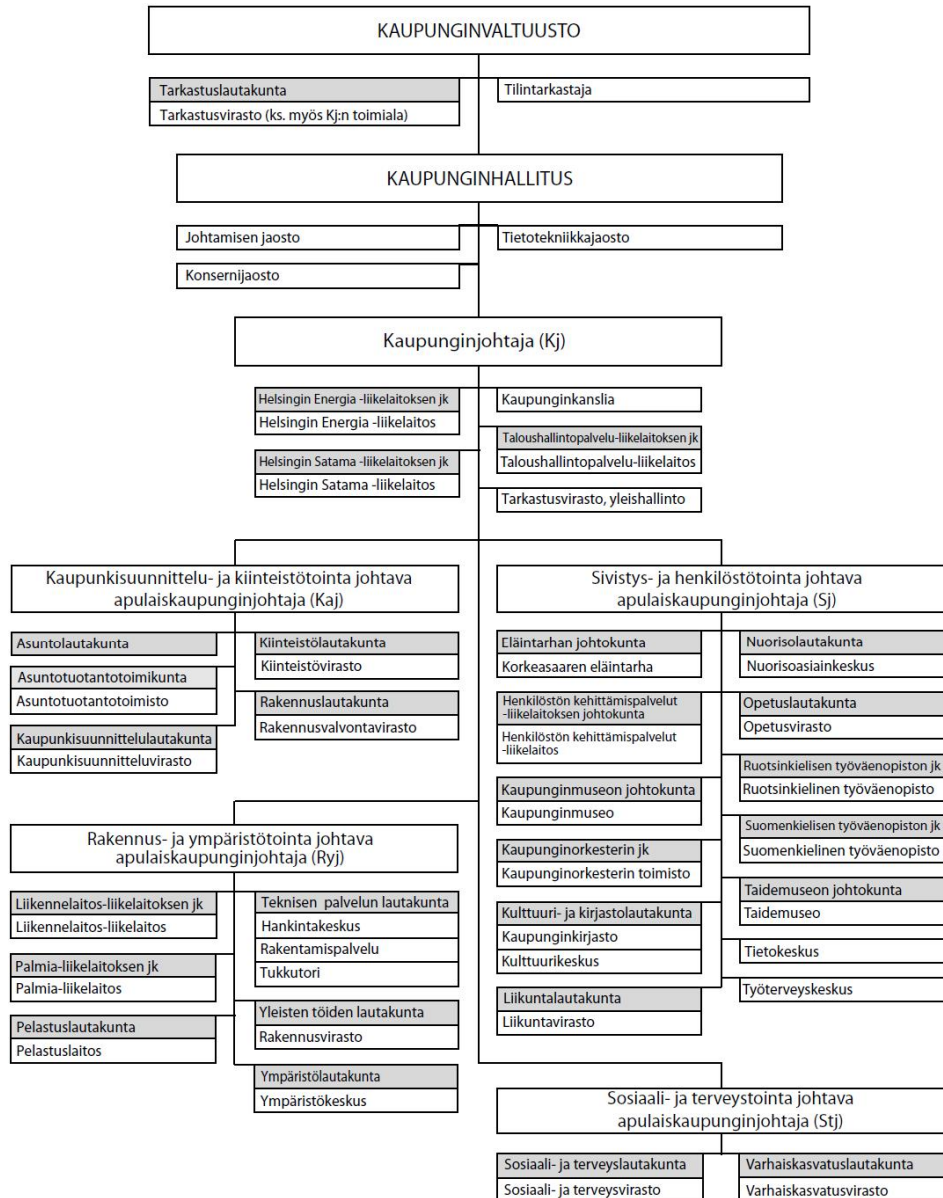 KAUPUNGINVALTUUSTO
Tarkastuslautakunta
Tarkastusvirasto (ks. myös Kj:n toimiala)
Tilintarkastaja
KAUPUNGINHALLITUS
Johtamisen jaosto
Tietotekniikkajaosto
Konsernijaosto
Kaupunginjohtaja (Kj)
Helsingin Energia -liikelaitoksen jk
Helsingin Energia -liikelaitos
Helsingin Satama -liikelaitoksen jk
Helsingin Satama -liikelaitos
Kaupunginkanslia
Taloushallintopalvelu-liikelaitoksen jk
Taloushallintopalvelu-liikelaitos
Tarkastusvirasto, yleishallinto
Kaupunkisuunnittelu- ja kiinteistötointa johtava
apulaiskaupunginjohtaja (Kaj)
Asuntolautakunta
Asuntotuotantotoimikunta
Asuntotuotantotoimisto
Kaupunkisuunnittelulautakunta
Kaupunkisuunnitteluvirasto
Kiinteistölautakunta
Kiinteistövirasto
Rakennuslautakunta
Rakennusvalvontavirasto
Sivistys- ja henkilöstötointa johtava
apulaiskaupunginjohtaja (Sj)
Eläintarhan johtokunta
Korkeasaaren eläintarha
Henkilöstön kehittämispalvelut
-liikelaitoksen johtokunta
Henkilöstön kehittämispalvelut
-liikelaitos
Kaupunginmuseon johtokunta
Kaupunginmuseo
Kaupunginorkesterin jk
Kaupunginorkesterin toimisto
Kulttuuri- ja kirjastolautakunta
Kaupunginkirjasto
Kulttuurikeskus
Liikuntalautakunta
Liikuntavirasto
Nuorisolautakunta
Nuorisoasiainkeskus
Opetuslautakunta
Opetusvirasto
Ruotsinkielisen työväenopiston jk
Ruotsinkielinen työväenopisto
Suomenkielisen työväenopiston jk
Suomenkielinen työväenopisto
Taidemuseon johtokunta
Taidemuseo
Tietokeskus
Työterveyskeskus
Rakennus- ja ympäristötointa johtava
apulaiskaupunginjohtaja (Ryj)
Liikennelaitos-liikelaitoksen jk
Liikennelaitos-liikelaitos
Palmia-liikelaitoksen jk
Palmia-liikelaitos
Pelastuslautakunta
Pelastuslaitos
Teknisen palvelun lautakunta
Hankintakeskus
Rakentamispalvelu
Tukkutori
Yleisten töiden lautakunta
Rakennusvirasto
Ympäristölautakunta
Ympäristökeskus
Sosiaali- ja terveystointa johtava
apulaiskaupunginjohtaja (Stj)
Sosiaali- ja terveyslautakunta
Sosiaali- ja terveysvirasto
Varhaiskasvatuslautakunta
Varhaiskasvatusvirasto